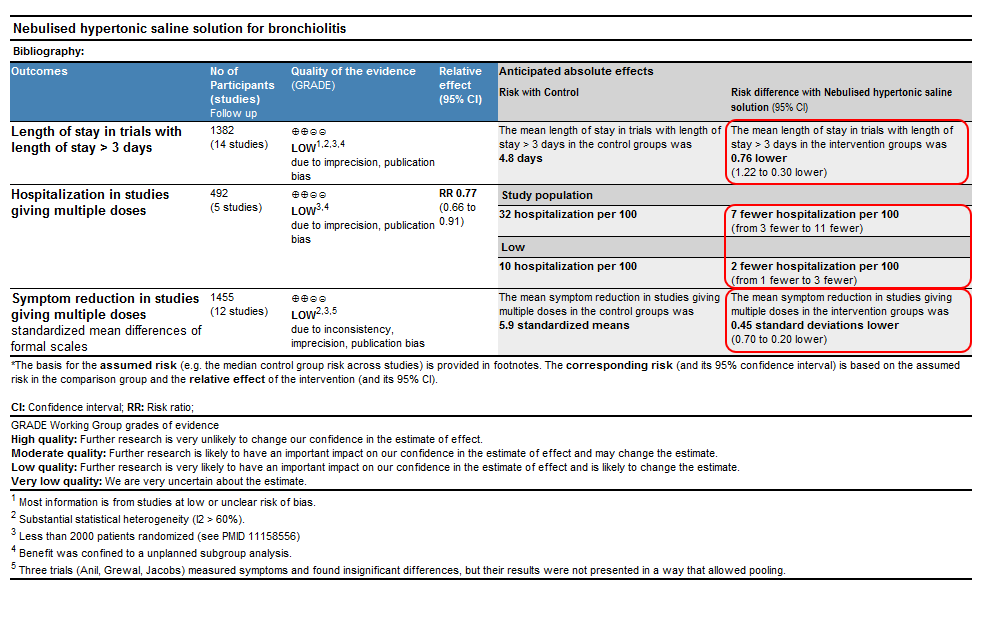 Nebulised hypertonic saline solution for bronchiolitis
Bibliography:
Outcomes
No of
Participants
(studies)
Follow up
Quality of the evidence
(GRADE)
Relative
effect
(95% CI)
Anticipated absolute effects
Risk with Control
Risk difference with Nebulised hypertonic saline
solution (95% CI)
Length of stay in trials with
length of stay > 3 days
1382
(14 studies)
⊕⊕⊖⊖
LOW1,2,3,4
due to imprecision, publication
bias
The mean length of stay in trials with length of
stay > 3 days in the control groups was
4.8 days
The mean length of stay in trials with length of
stay > 3 days in the intervention groups was
0.76 lower
(1.22 to 0.30 lower)
Hospitalization in studies
giving multiple doses
492
(5 studies)
⊕⊕⊖⊖
LOW3,4
due to imprecision, publication
bias
RR 0.77
(0.66 to
0.91)
Study population
32 hospitalization per 100
7 fewer hospitalization per 100
(from 3 fewer to 11 fewer)
Low
10 hospitalization per 100
2 fewer hospitalization per 100
(from 1 fewer to 3 fewer)
Symptom reduction in studies
giving multiple doses
standardized mean differences of
formal scales
1455
(12 studies)
⊕⊕⊖⊖
LOW2,3,5
due to inconsistency,
imprecision, publication bias
The mean symptom reduction in studies giving
multiple doses in the control groups was
5.9 standardized means
The mean symptom reduction in studies giving
multiple doses in the intervention groups was
0.45 standard deviations lower
(0.70 to 0.20 lower)
*The basis for the assumed risk (e.g. the median control group risk across studies) is provided in footnotes. The corresponding risk (and its 95% confidence interval) is based on the assumed
risk in the comparison group and the relative effect of the intervention (and its 95% CI).
CI: Confidence interval; RR: Risk ratio;
GRADE Working Group grades of evidence
High quality: Further research is very unlikely to change our confidence in the estimate of effect.
Moderate quality: Further research is likely to have an important impact on our confidence in the estimate of effect and may change the estimate.
Low quality: Further research is very likely to have an important impact on our confidence in the estimate of effect and is likely to change the estimate.
Very low quality: We are very uncertain about the estimate.
1 Most information is from studies at low or unclear risk of bias.
2 Substantial statistical heterogeneity (I2 > 60%).
3 Less than 2000 patients randomized (see PMID 11158556)
4 Benefit was confined to a unplanned subgroup analysis.
5 Three trials (Anil, Grewal, Jacobs) measured symptoms and found insignificant differences, but their results were not presented in a way that allowed pooling.